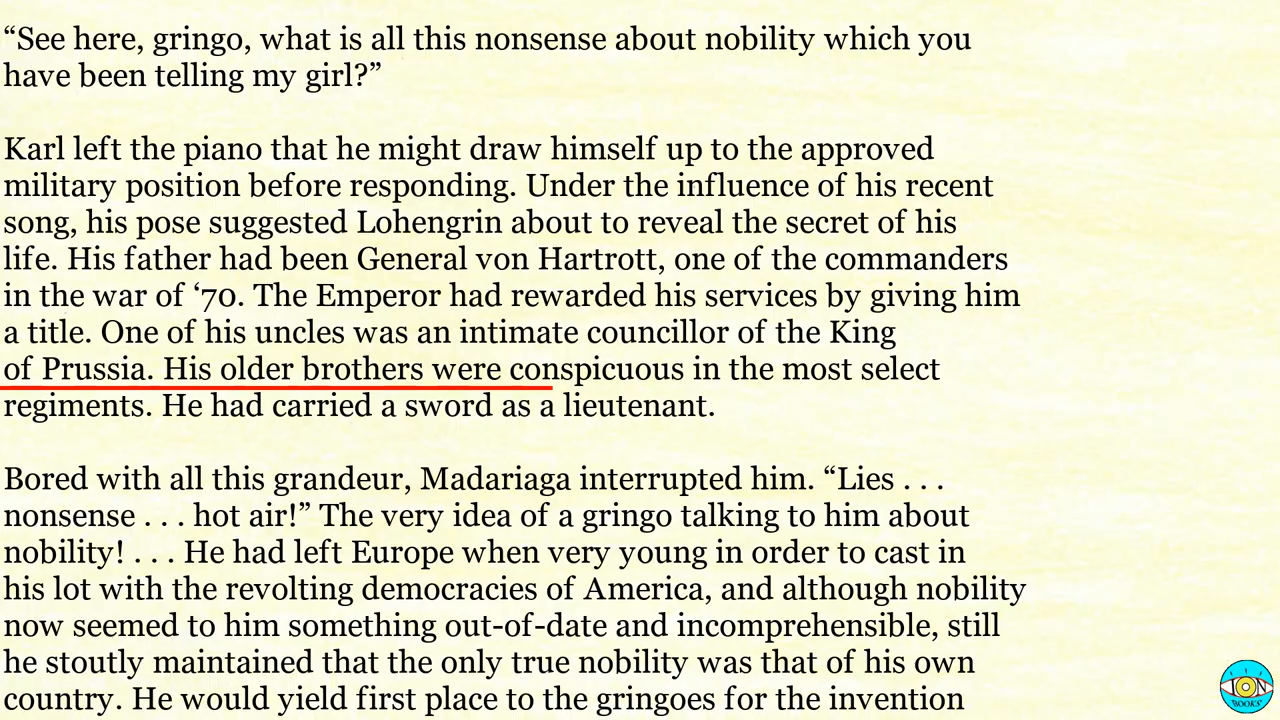 “See here, gringo, what is all this nonsense about nobility which you
have been telling my girl?”
Karl left the piano that he might draw himself up to the approved
military position before responding. Under the influence of his recent
song, his pose suggested Lohengrin about to reveal the secret of his
life. His father had been General von Hartrott, one of the commanders
in the war of ‘70. The Emperor had rewarded his services by giving him
a title. One of his uncles was an intimate councillor of the King
of Prussia. His older brothers were conspicuous in the most select
regiments. He had carried a sword as a lieutenant.
Bored with all this grandeur, Madariaga interrupted him. “Lies . . .
nonsense . . . hot air!” The very idea of a gringo talking to him about
nobility! . . . He had left Europe when very young in order to cast in
his lot with the revolting democracies of America, and although nobility
now seemed to him something out-of-date and incomprehensible, still
he stoutly maintained that the only true nobility was that of his own
country. He would yield first place to the gringoes for the invention
ION
BOOKS